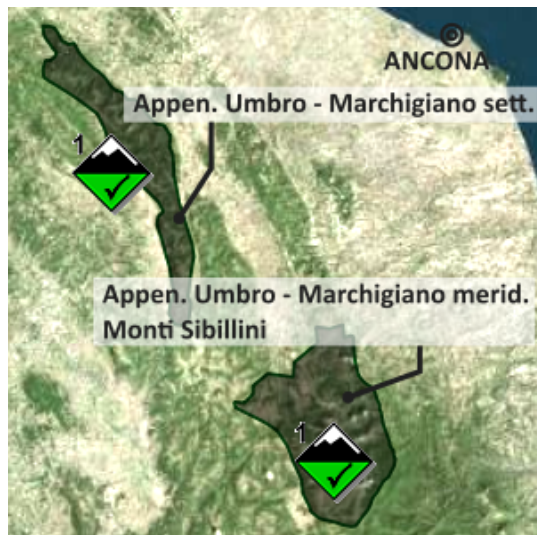 ANCONA
Appen. Umbro - Marchigiano sett.
1
Appen. Umbro - Marchigiano merid.
Monti Sibillini
1